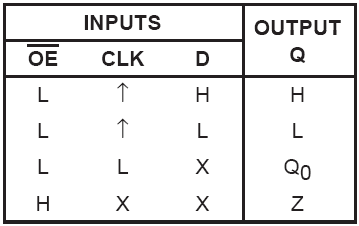 INPUTS OUTPUT Q
OE CLK D
L ↑ H H
L ↑ L L
L L X Q0
H X X Z